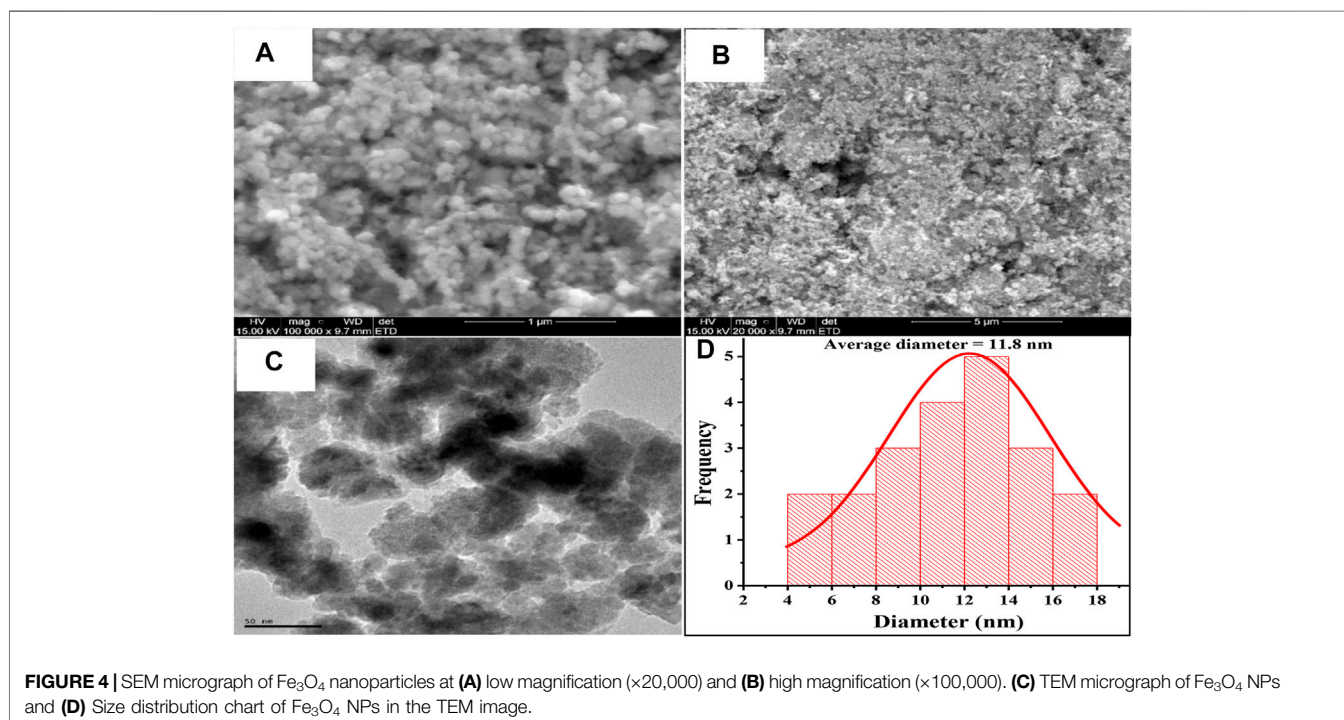 A
B
HV mag □ WD det 1 µm
15.00 kV 100 000 x 9.7 mm ETD
HV mag □ WD det 5 µm
15.00 kV 20 000 x 9.7 mm ETD
C
50 nm
D
Average diameter = 11.8 nm
Frequency
5
4
3
2
1
0
2 4 6 8 10 12 14 16 18
Diameter (nm)
FIGURE 4 | SEM micrograph of Fe₃O₄ nanoparticles at (A) low magnification (×20,000) and (B) high magnification (×100,000). (C) TEM micrograph of Fe₃O₄ NPs
and (D) Size distribution chart of Fe₃O₄ NPs in the TEM image.